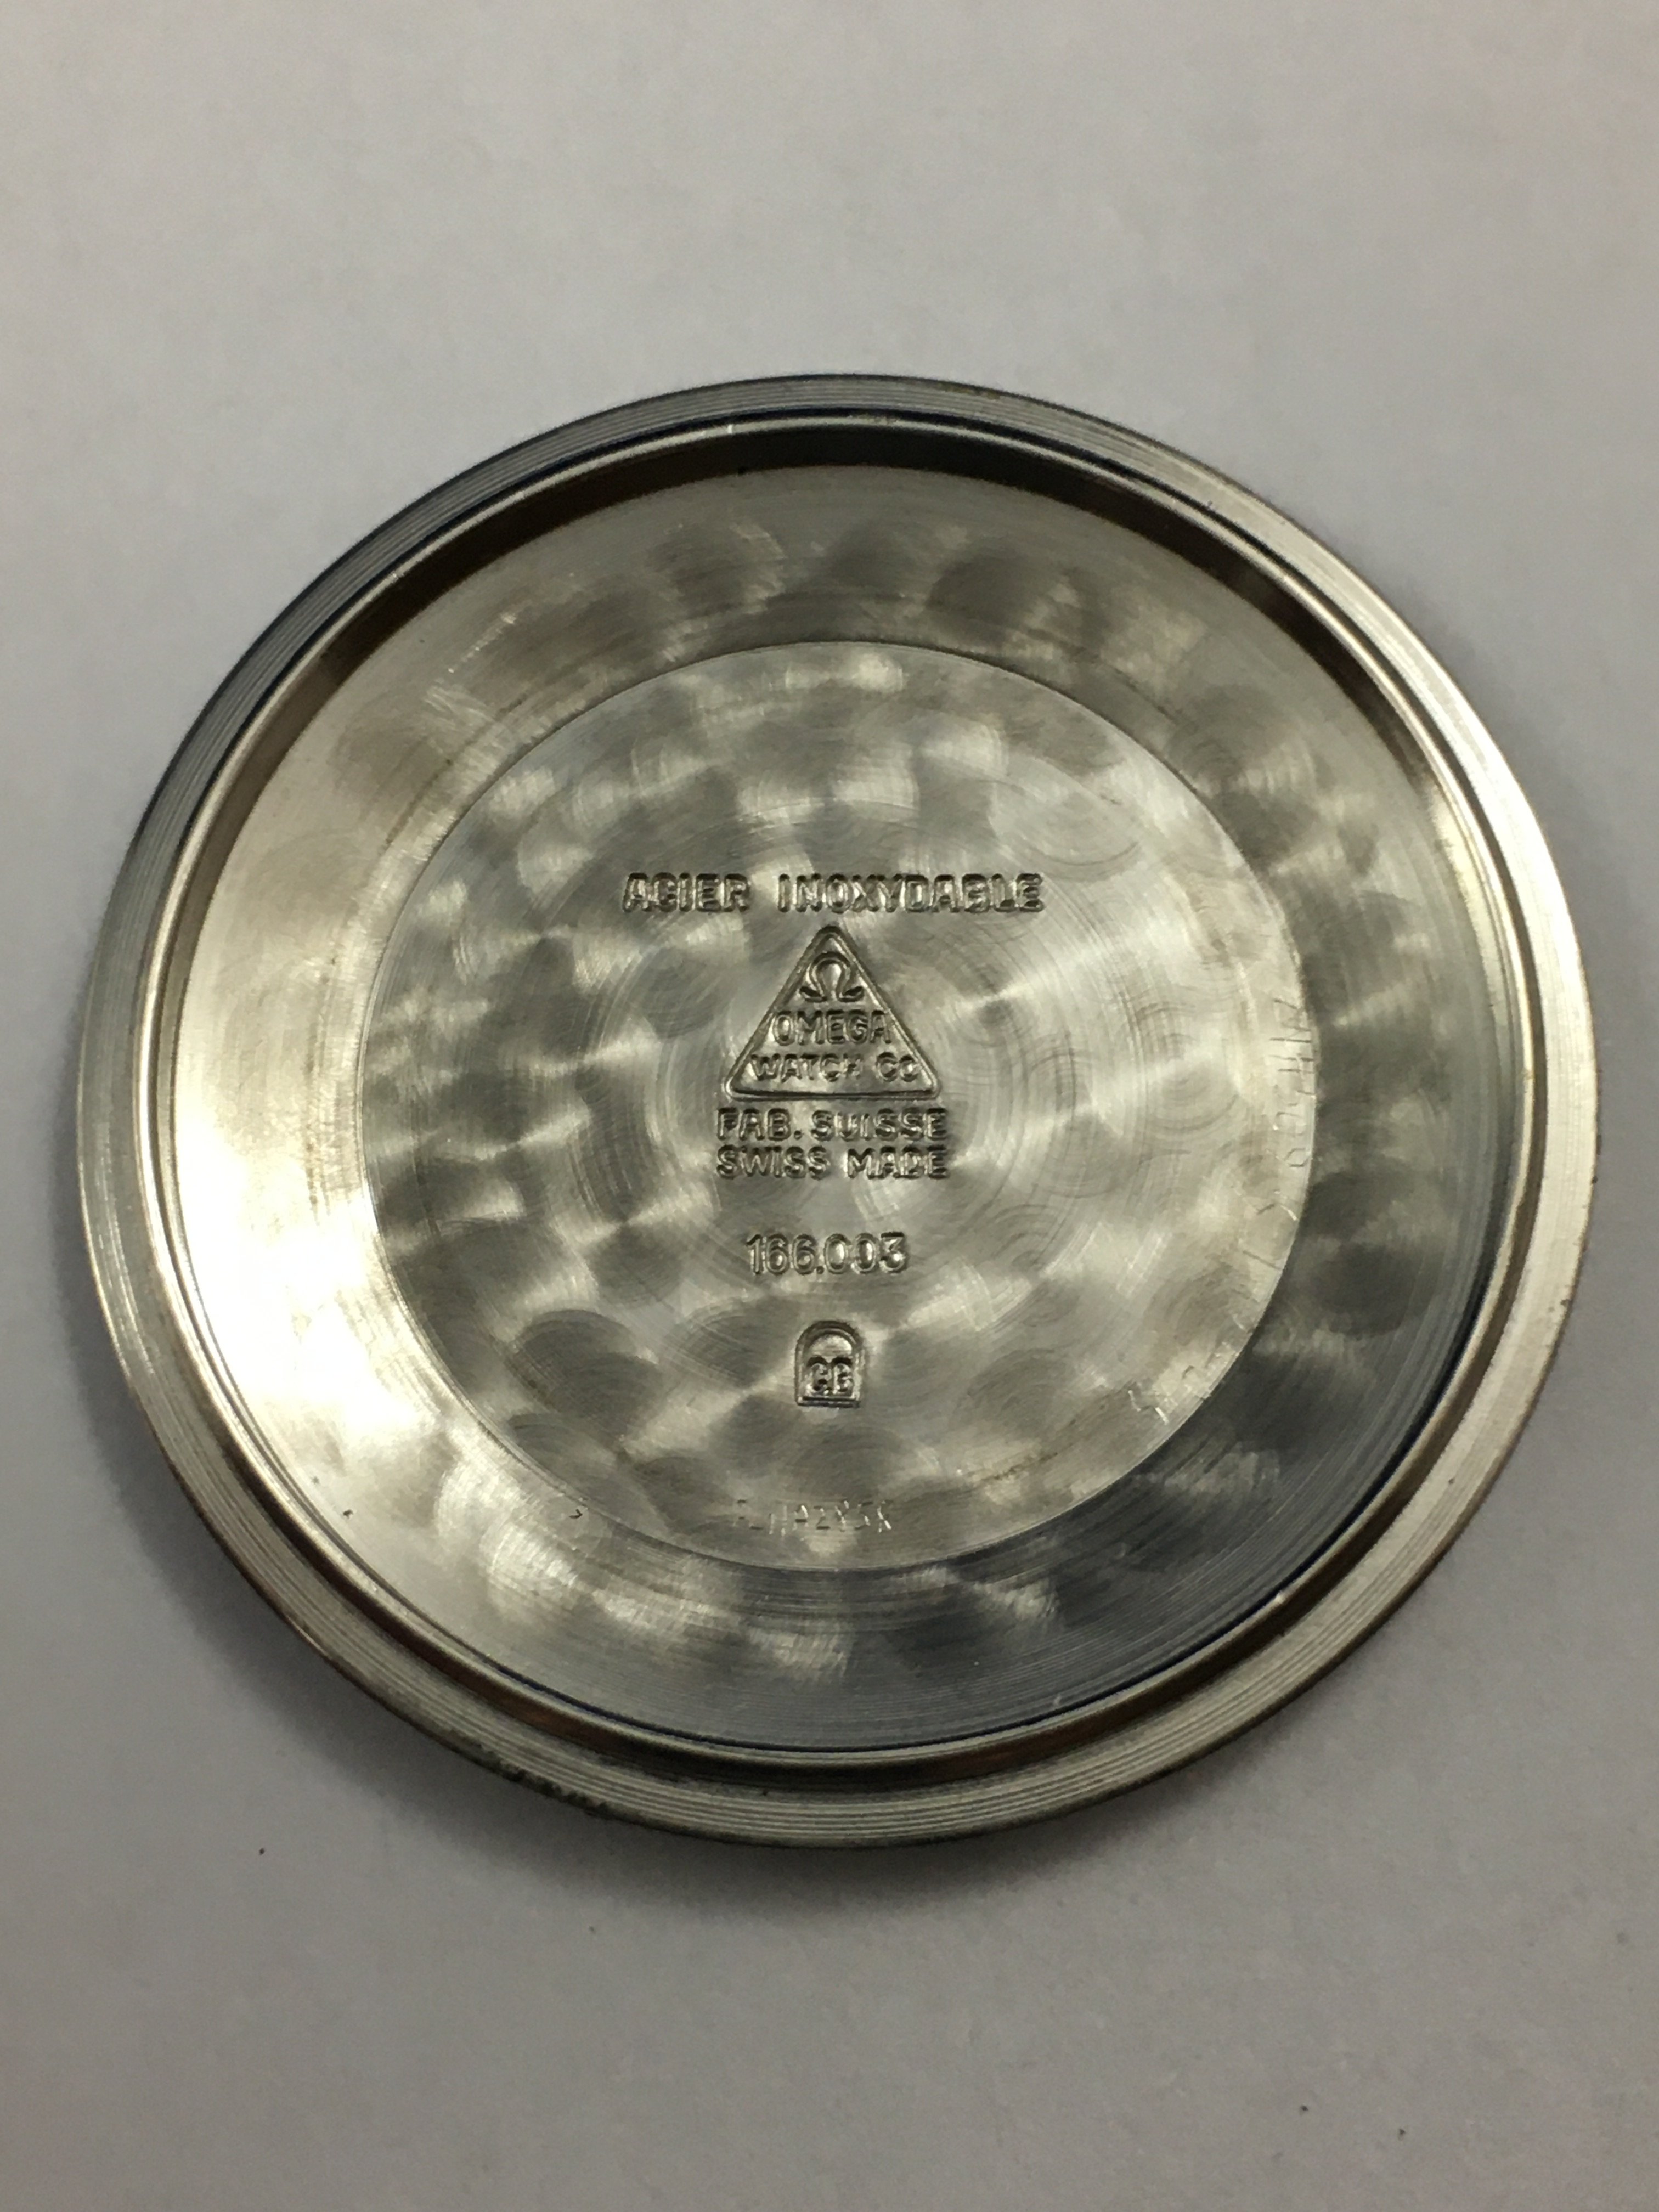 ACIER INOXYDABLE
Ω
OMEGA
WATCH Co
FAB. SUISSE
SWISS MADE
166.003